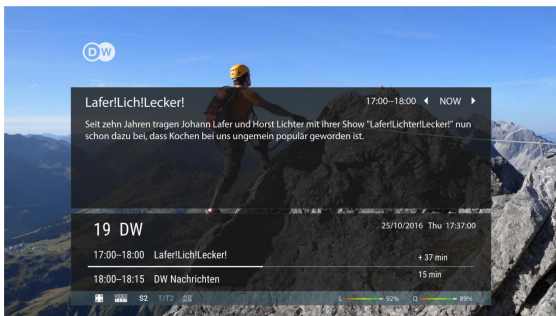 DW
Lafer!Lich!Lecker!
17:00–18:00 NOW
Seit zehn Jahren tragen Johann Lafer und Horst Lichter mit ihrer Show "Lafer!Lichter!Lecker!" nun
schon dazu bei, dass Kochen bei uns ungemein populär geworden ist.
19 DW
25/10/2016 Thu 17:37:00
17:00–18:00 Lafer!Lich!Lecker!
+ 37 min
18:00–18:15 DW Nachrichten
15 min
S2 T/T2
L 92% Q 89%